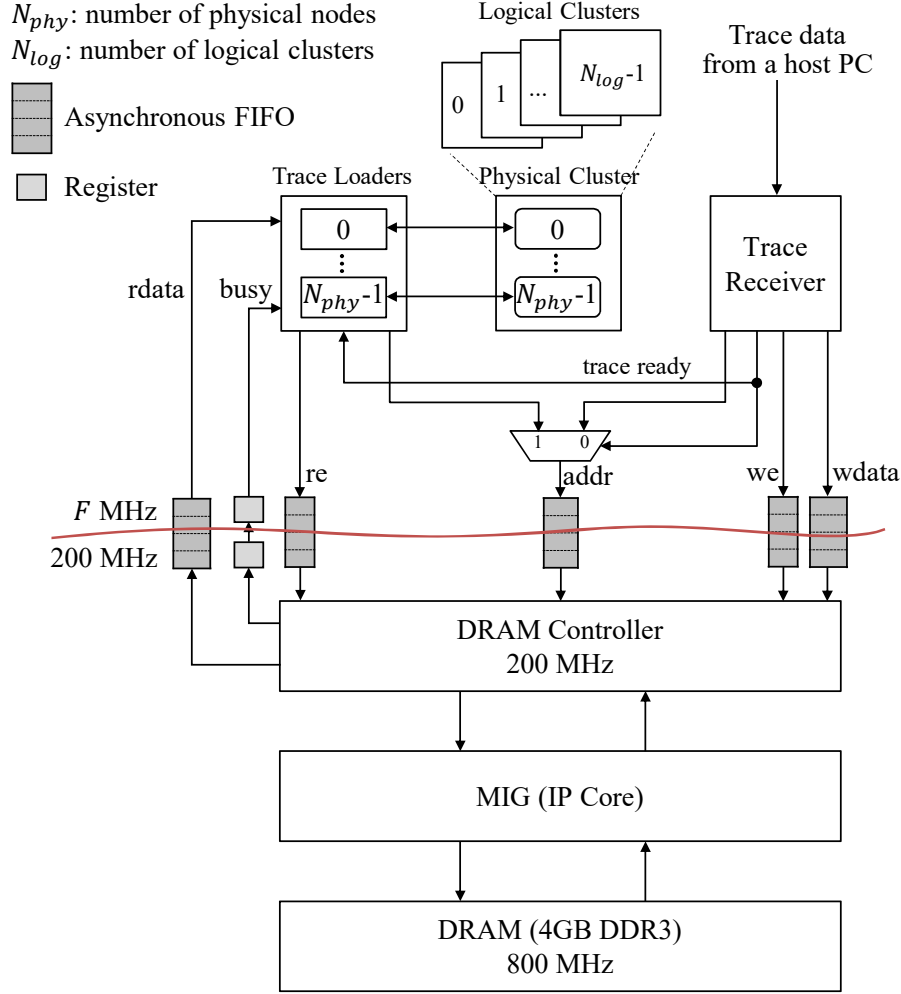 N_phy: number of physical nodes
N_log: number of logical clusters
Asynchronous FIFO
Register
Logical Clusters
0
1
...
N_log-1
Trace data
from a host PC
Trace Loaders
0
N_phy-1
Physical Cluster
0
N_phy-1
Trace
Receiver
rdata
busy
trace ready
1
0
re
addr
we
wdata
F MHz
200 MHz
DRAM Controller
200 MHz
MIG (IP Core)
DRAM (4GB DDR3)
800 MHz